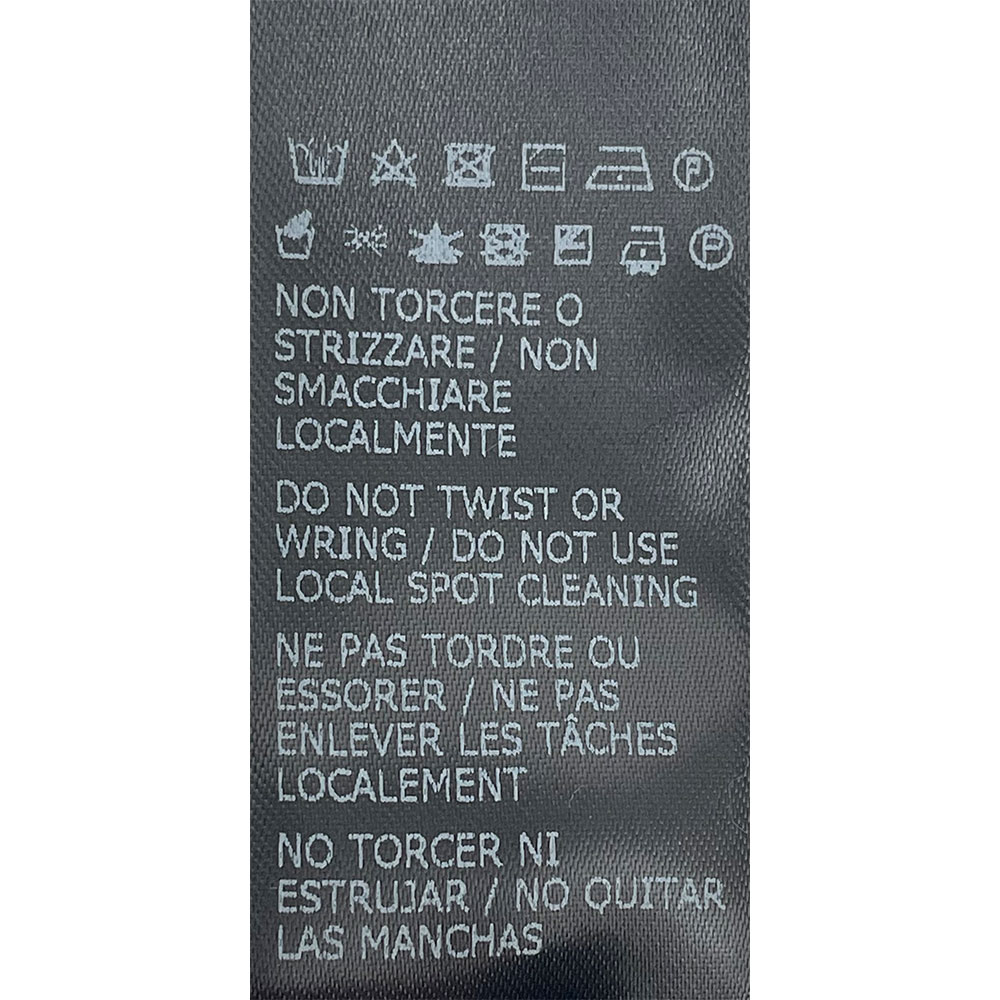 P
P
NON TORCERE O
STRIZZARE / NON
SMACCHIARE
LOCALMENTE
DO NOT TWIST OR
WRING / DO NOT USE
LOCAL SPOT CLEANING
NE PAS TORDRE OU
ESSORER / NE PAS
ENLEVER LES TÂCHES
LOCALEMENT
NO TORCER NI
ESTRUJAR / NO QUITAR
LAS MANCHAS